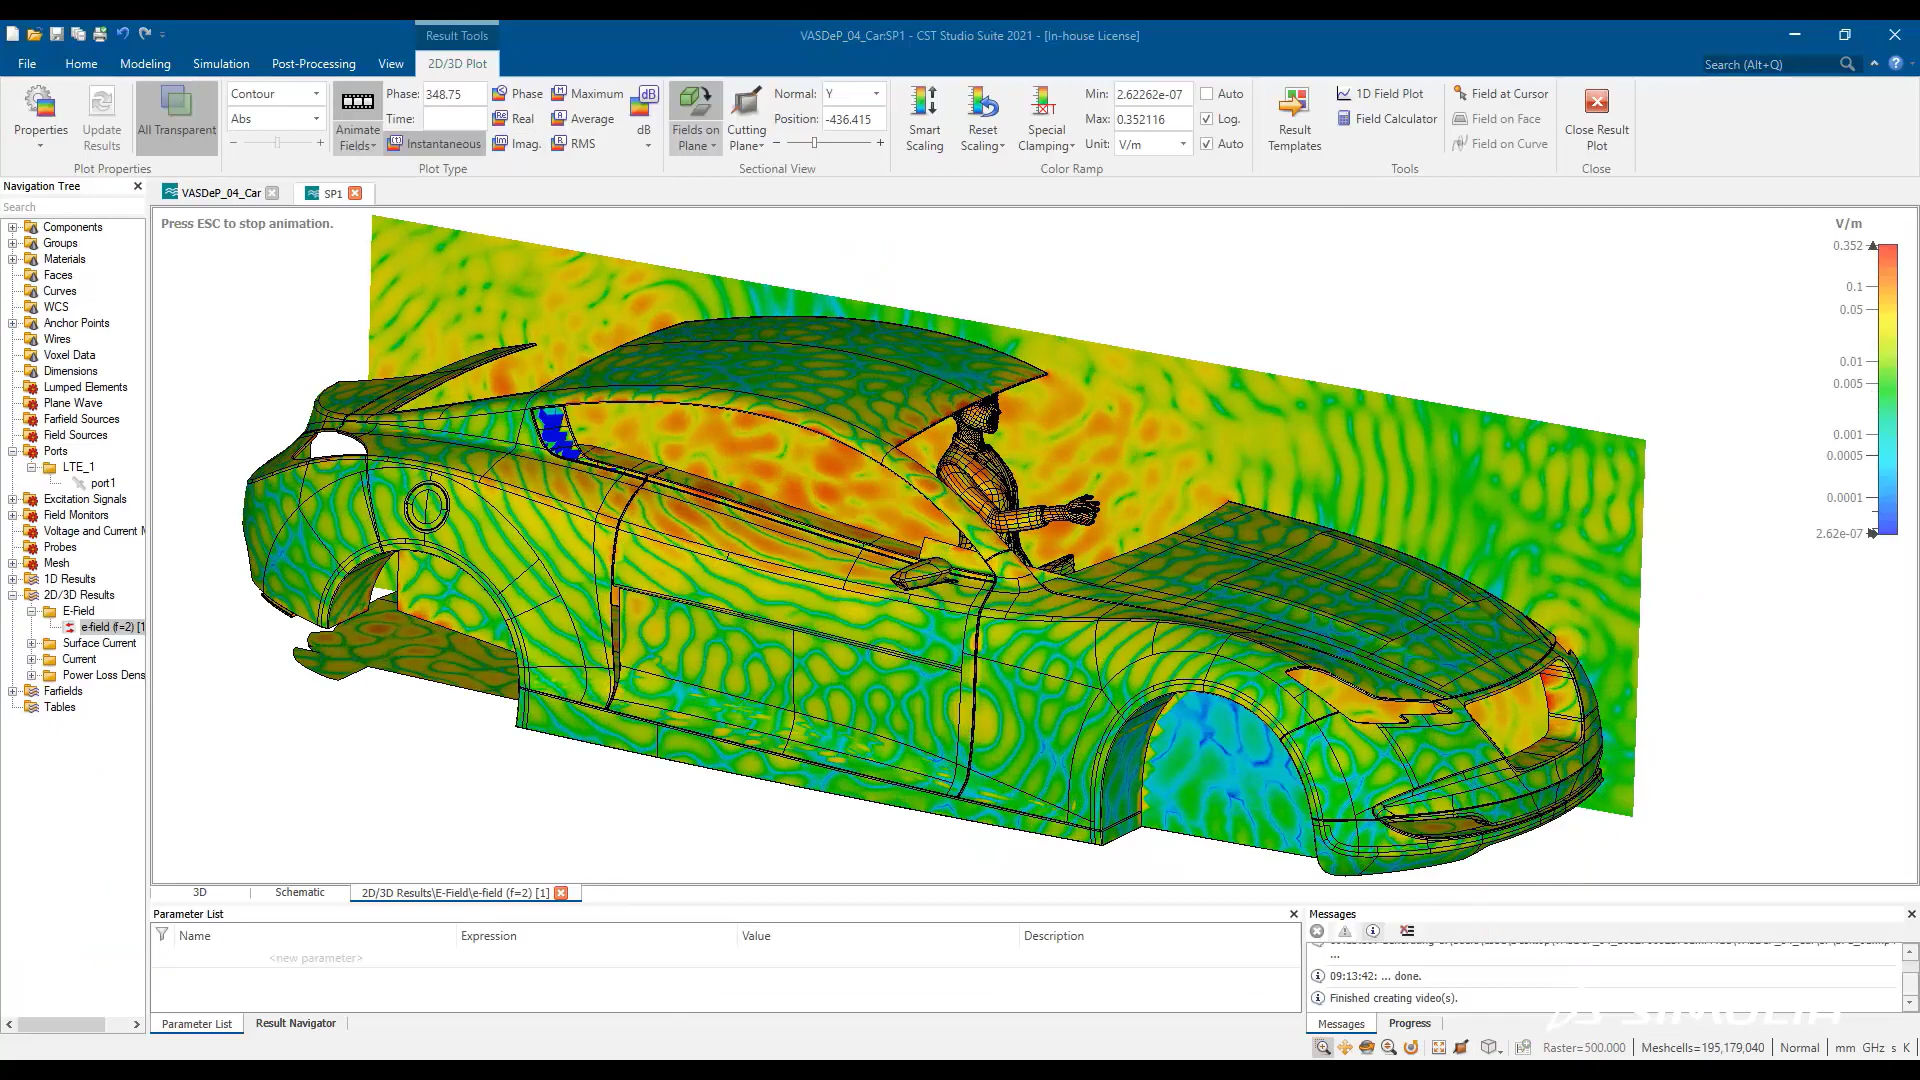 Result Tools
VASDeP_04_Car:SP1 - CST Studio Suite 2021 - [In-house License]
File Home Modeling Simulation Post-Processing View 2D/3D Plot
Search (Alt+Q)
Properties
Update Results
All Transparent
Contour
Abs
Plot Properties
Animate Fields
Phase: 348.75
Time:
Instantaneous
Phase
Real
Imag.
Maximum
Average
RMS
dB
Plot Type
Fields on Plane
Cutting Plane
Normal: Y
Position: -436.415
Sectional View
Smart Scaling
Reset Scaling
Special Clamping
Min: 2.62262e-07 Auto
Max: 0.352116 Log.
Unit: V/m Auto
Color Ramp
Result Templates
1D Field Plot
Field Calculator
Field at Cursor
Field on Face
Field on Curve
Tools
Close Result Plot
Close
Navigation Tree
Search
VASDeP_04_Car
SP1
Components
Groups
Materials
Faces
Curves
WCS
Anchor Points
Wires
Voxel Data
Dimensions
Lumped Elements
Plane Wave
Farfield Sources
Field Sources
Ports
LTE_1
port1
Excitation Signals
Field Monitors
Voltage and Current M
Probes
Mesh
1D Results
2D/3D Results
E-Field
e-field (f=2) [1
Surface Current
Current
Power Loss Dens
Farfields
Tables
Press ESC to stop animation.
V/m
0.352
0.1
0.05
0.01
0.005
0.001
0.0005
0.0001
2.62e-07
3D Schematic 2D/3D Results\E-Field\e-field (f=2) [1]
Parameter List
Name Expression Value Description
<new parameter>
Parameter List Result Navigator
Messages
...
09:13:42: ... done.
Finished creating video(s).
Messages Progress
SIMULIA
Raster=500.000 Meshcells=195,179,040 Normal mm GHz s K